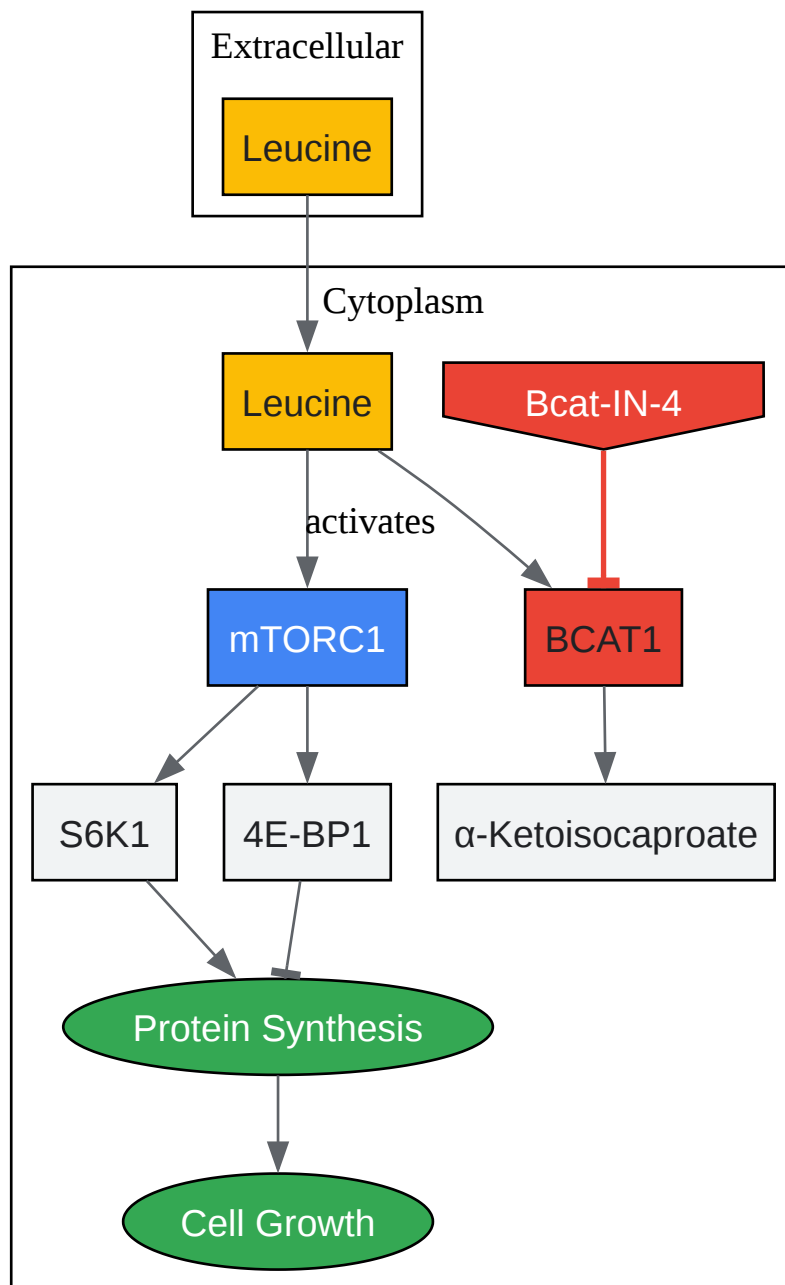 Extracellular
Leucine
Cytoplasm
Leucine
Bcat-IN-4
activates
mTORC1
BCAT1
S6K1
4E-BP1
α-Ketoisocaproate
Protein Synthesis
Cell Growth